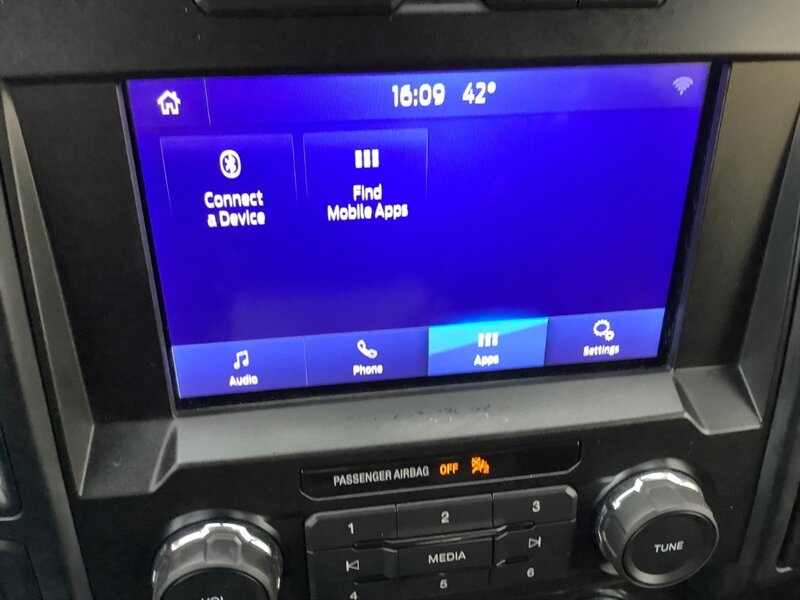 16:09 42°
Connect
a Device
Find
Mobile Apps
Audio Phone Apps Settings
PASSENGER AIRBAG OFF
1 2 3
MEDIA
TUNE
4 5 6
VOL